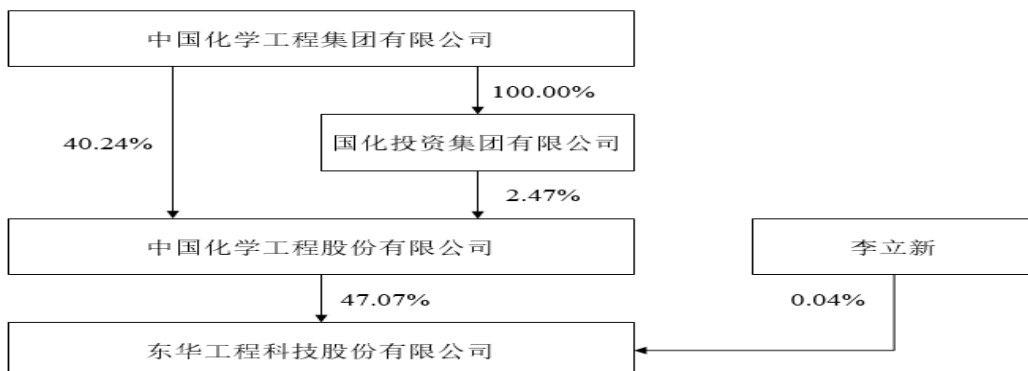 中国化学工程集团有限公司
100.00%
40.24%
国化投资集团有限公司
2.47%
中国化学工程股份有限公司
李立新
47.07%
0.04%
东华工程科技股份有限公司